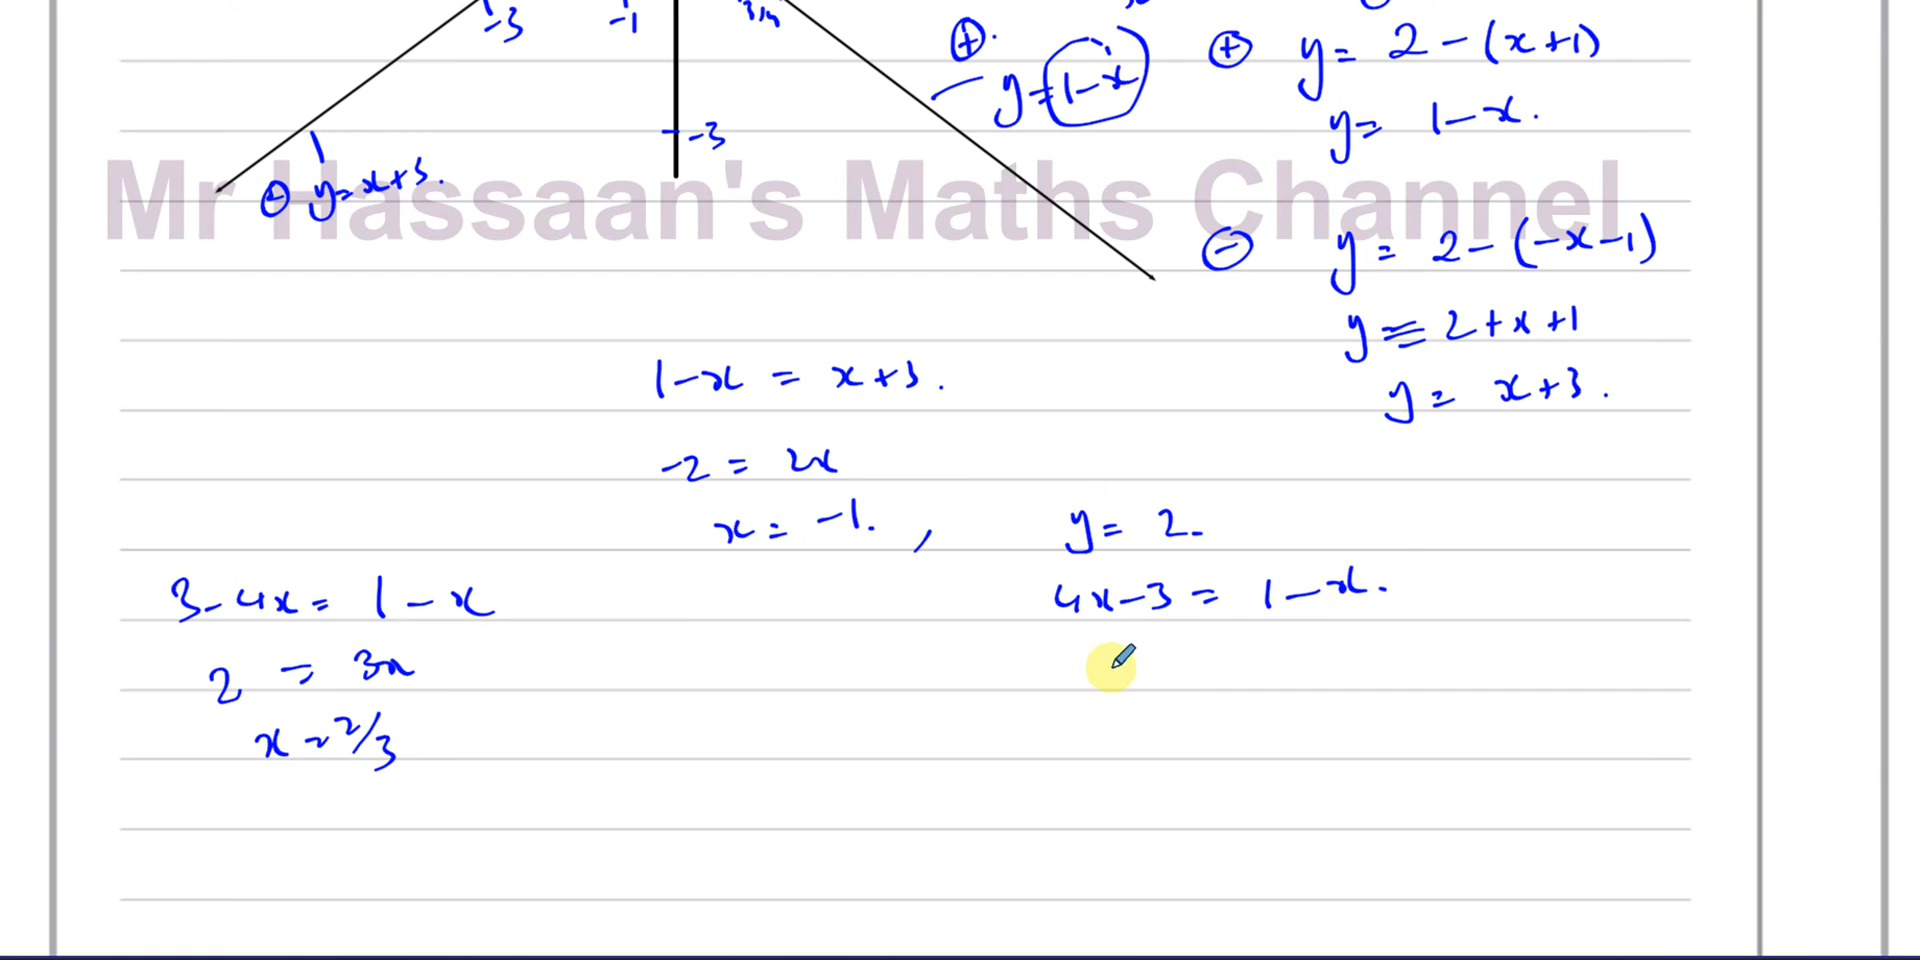 -3
-1
3/4
⊕.
y = 1-x
⊕ y = 2-(x+1)
y = 1-x.
-3
Mr Hassaan's Maths Channel
⊖ y = x+3.
⊖ y = 2-(-x-1)
y = 2+x+1
y = x+3.
1-x = x+3.
-2 = 2x
x = -1. , y = 2.
3-4x = 1-x
4x-3 = 1-x.
2 = 3x
x = 2/3